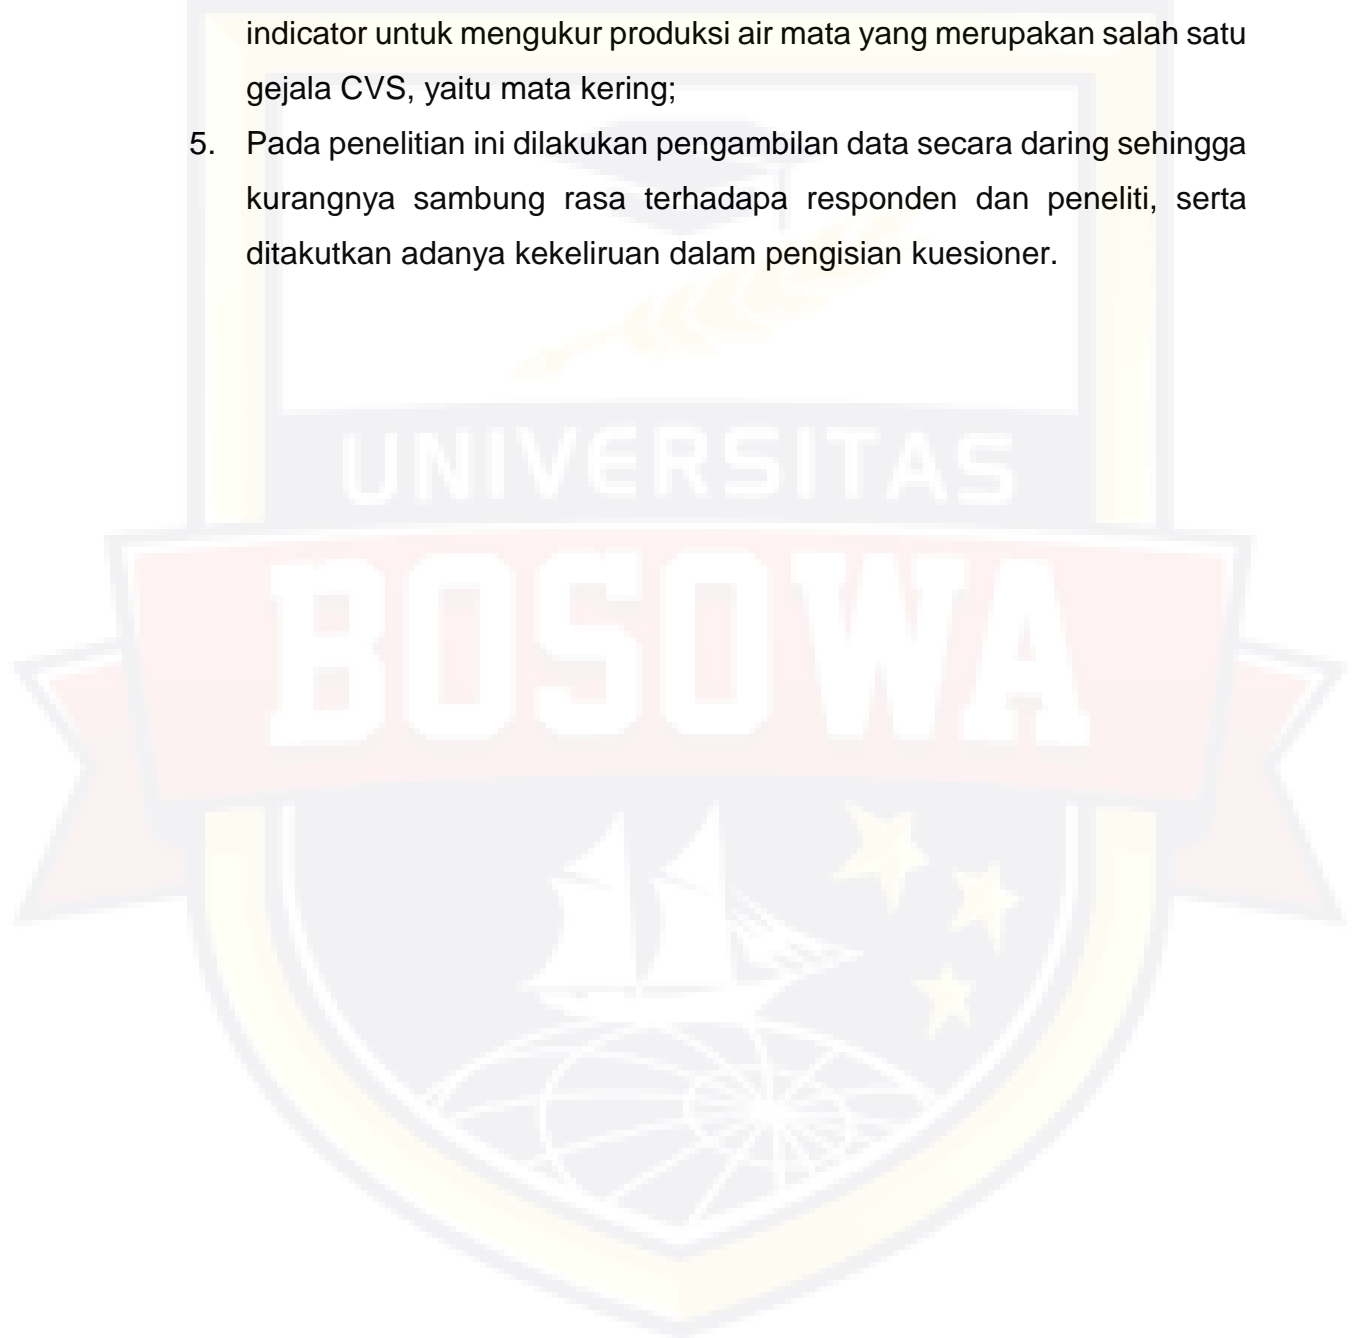 indicator untuk mengukur produksi air mata yang merupakan salah satu
gejala CVS, yaitu mata kering;
5. Pada penelitian ini dilakukan pengambilan data secara daring sehingga
kurangnya sambung rasa terhadapa responden dan peneliti, serta
ditakutkan adanya kekeliruan dalam pengisian kuesioner.
UNIVERSITAS
BOSOWA